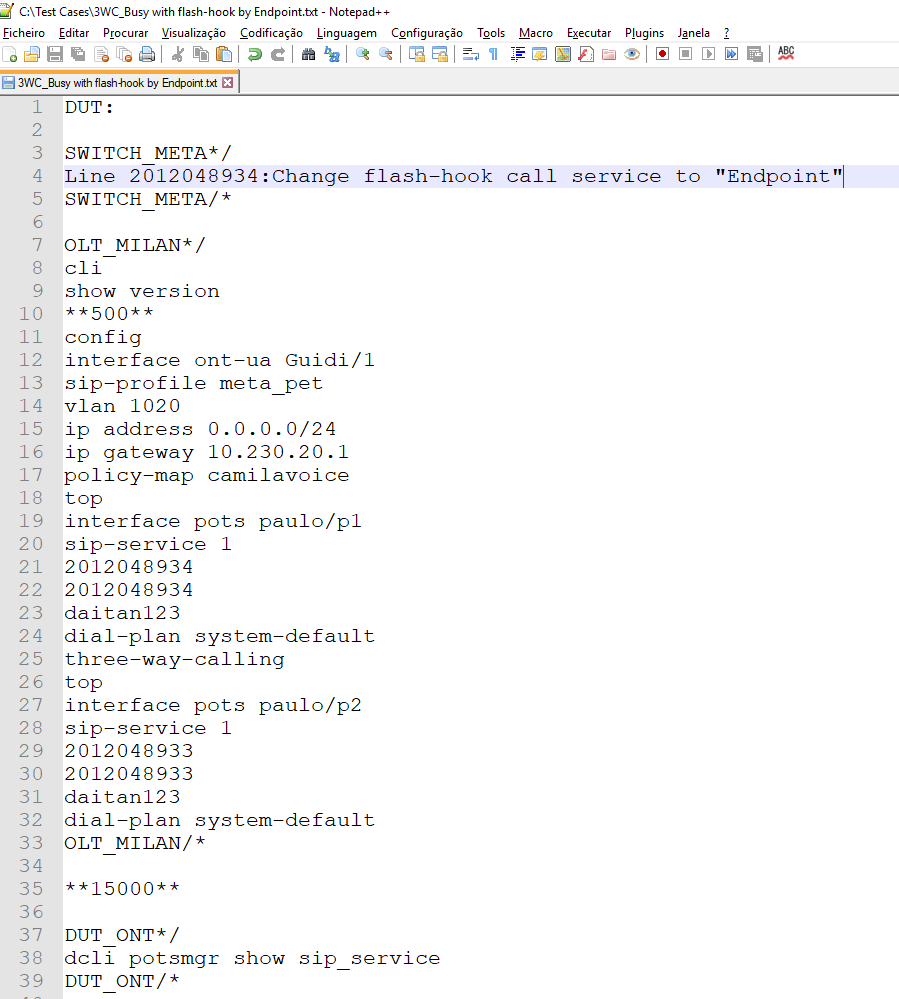 C:\Test Cases\3WC_Busy with flash-hook by Endpoint.txt - Notepad++
Ficheiro Editar Procurar Visualização Codificação Linguagem Configuração Tools Macro Executar Plugins Janela ?
ABC
3WC_Busy with flash-hook by Endpoint.txt
1 DUT:
2
3 SWITCH_META*/
4 Line 2012048934:Change flash-hook call service to "Endpoint"
5 SWITCH_META/*
6
7 OLT_MILAN*/
8 cli
9 show version
10 **500**
11 config
12 interface ont-ua Guidi/1
13 sip-profile meta_pet
14 vlan 1020
15 ip address 0.0.0.0/24
16 ip gateway 10.230.20.1
17 policy-map camilavoice
18 top
19 interface pots paulo/p1
20 sip-service 1
21 2012048934
22 2012048934
23 daitan123
24 dial-plan system-default
25 three-way-calling
26 top
27 interface pots paulo/p2
28 sip-service 1
29 2012048933
30 2012048933
31 daitan123
32 dial-plan system-default
33 OLT_MILAN/*
34
35 **15000**
36
37 DUT_ONT*/
38 dcli potsmgr show sip_service
39 DUT_ONT/*